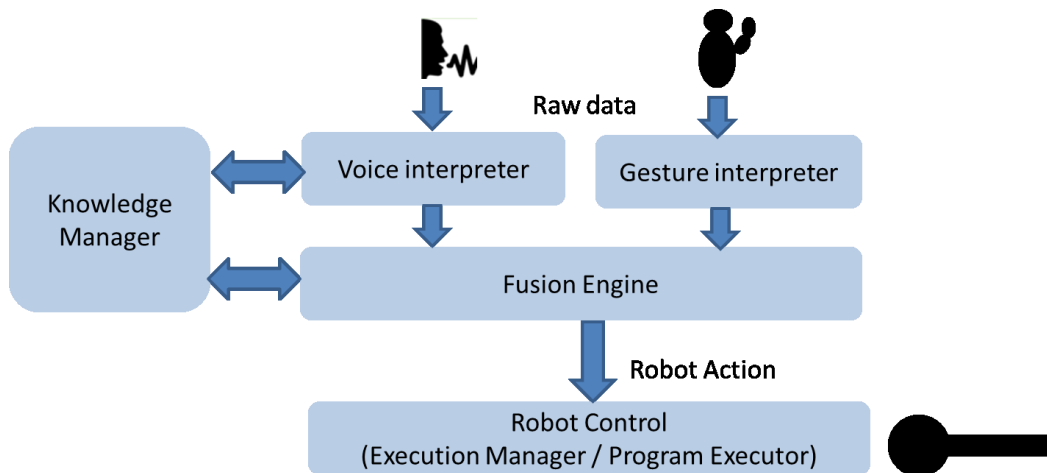 Raw data
Voice interpreter
Gesture interpreter
Knowledge
Manager
Fusion Engine
Robot Action
Robot Control
(Execution Manager / Program Executor)